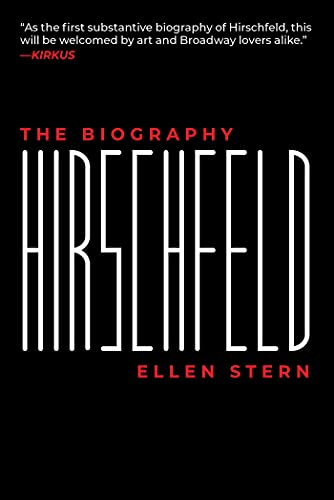 “As the first substantive biography of Hirschfeld, this
will be welcomed by art and Broadway lovers alike.”
—KIRKUS
THE BIOGRAPHY
HIRSCHFELD
ELLEN STERN